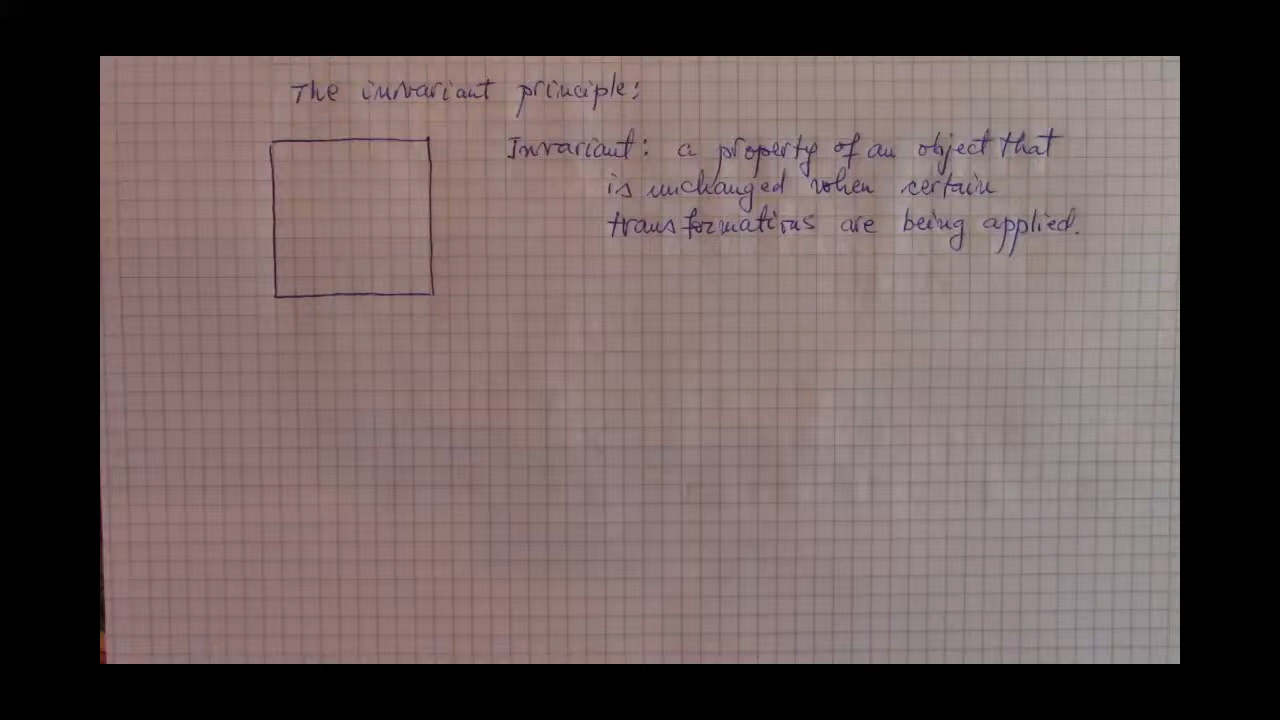 The invariant principle:
Invariant: a property of an object that
is unchanged when certain
transformations are being applied.